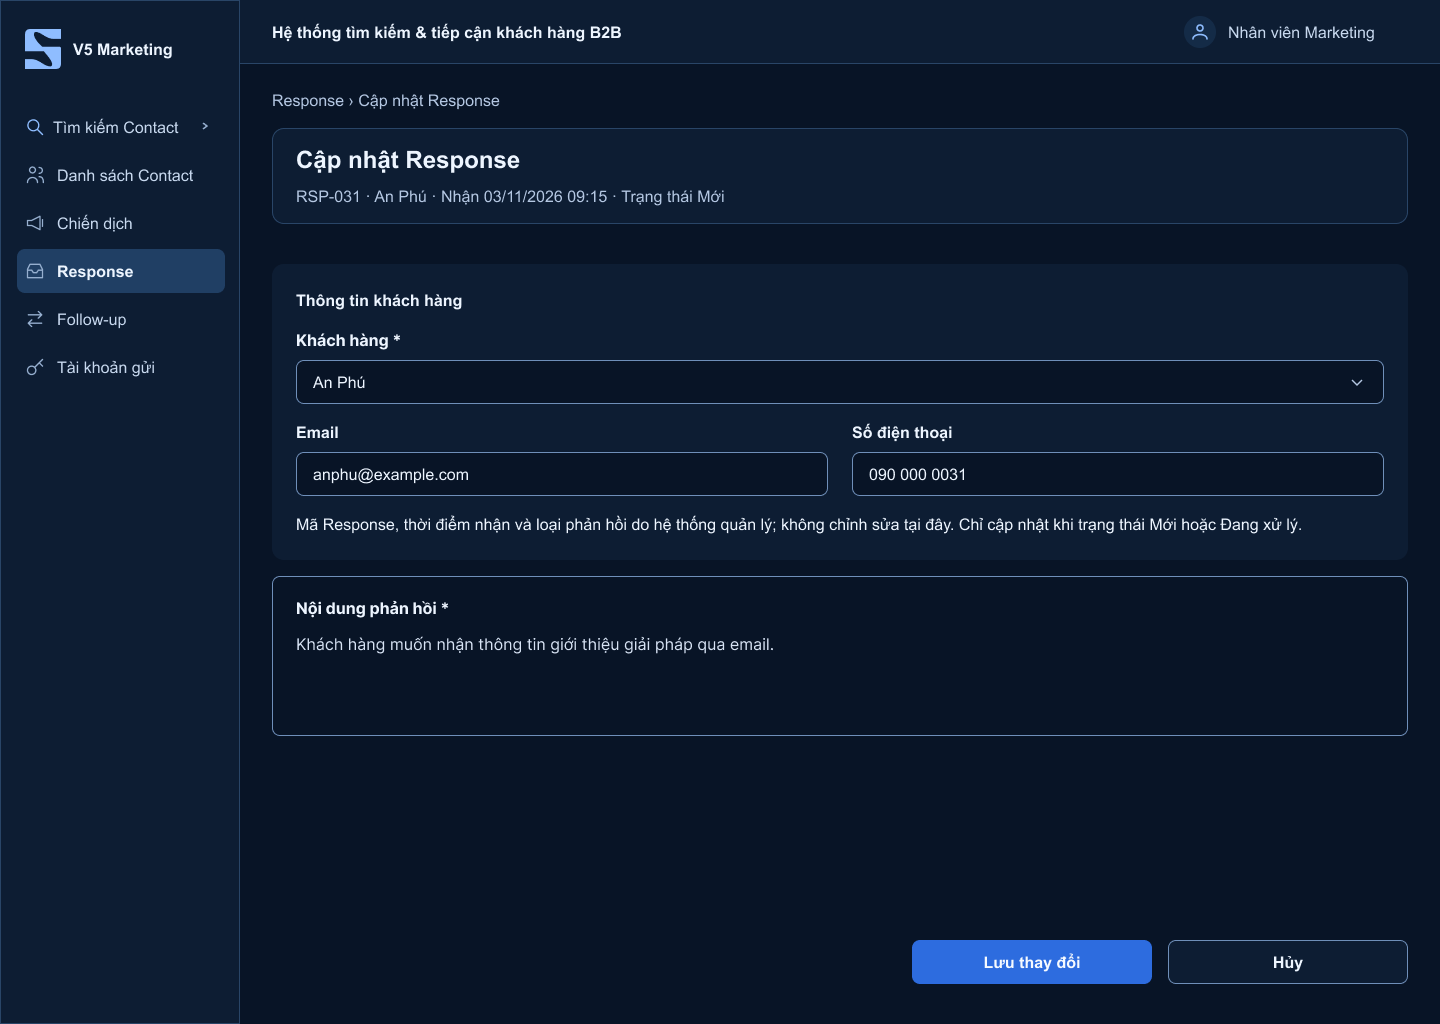 V5 Marketing
Hệ thống tìm kiếm & tiếp cận khách hàng B2B
Nhân viên Marketing
Tìm kiếm Contact
Danh sách Contact
Chiến dịch
Response
Follow-up
Tài khoản gửi
Response › Cập nhật Response
Cập nhật Response
RSP-031 · An Phú · Nhận 03/11/2026 09:15 · Trạng thái Mới
Thông tin khách hàng
Khách hàng *
An Phú
Email
Số điện thoại
anphu@example.com
090 000 0031
Mã Response, thời điểm nhận và loại phản hồi do hệ thống quản lý; không chỉnh sửa tại đây. Chỉ cập nhật khi trạng thái Mới hoặc Đang xử lý.
Nội dung phản hồi *
Khách hàng muốn nhận thông tin giới thiệu giải pháp qua email.
Lưu thay đổi
Hủy